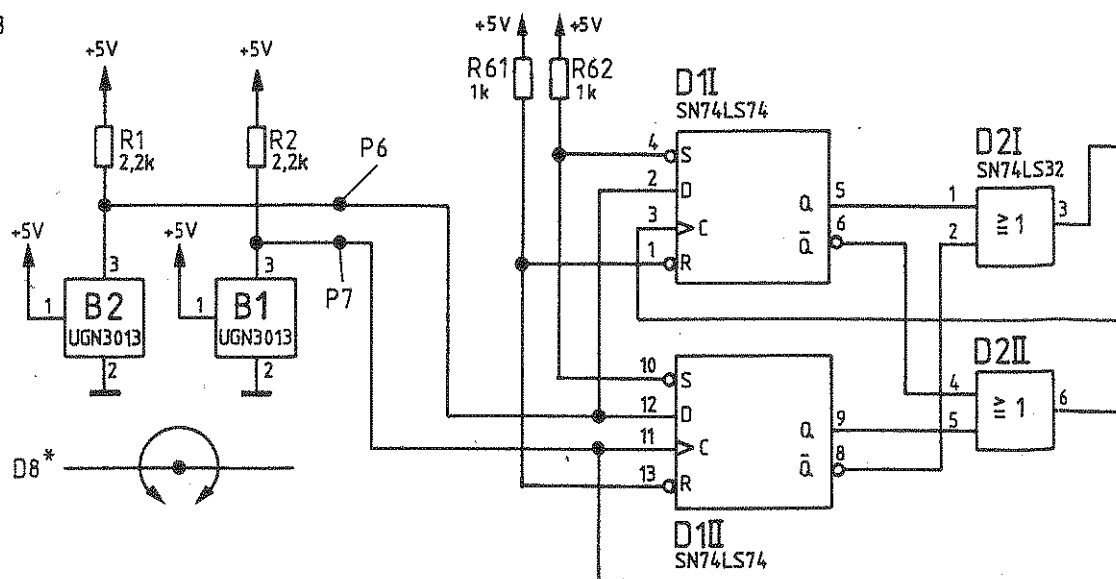 +5V
R1
2,2k
+5V
R2
2,2k
P6
P7
+5V
1
3
B2
UGN3013
2
+5V
1
3
B1
UGN3013
2
D8*
+5V
R61
1k
+5V
R62
1k
D1I
SN74LS74
4
S
2
D
3
C
1
R
Q
5
Q̄
6
D2I
SN74LS32
1
2
≧1
3
10
S
12
D
11
C
13
R
Q
9
Q̄
8
D1II
SN74LS74
D2II
4
5
≧1
6